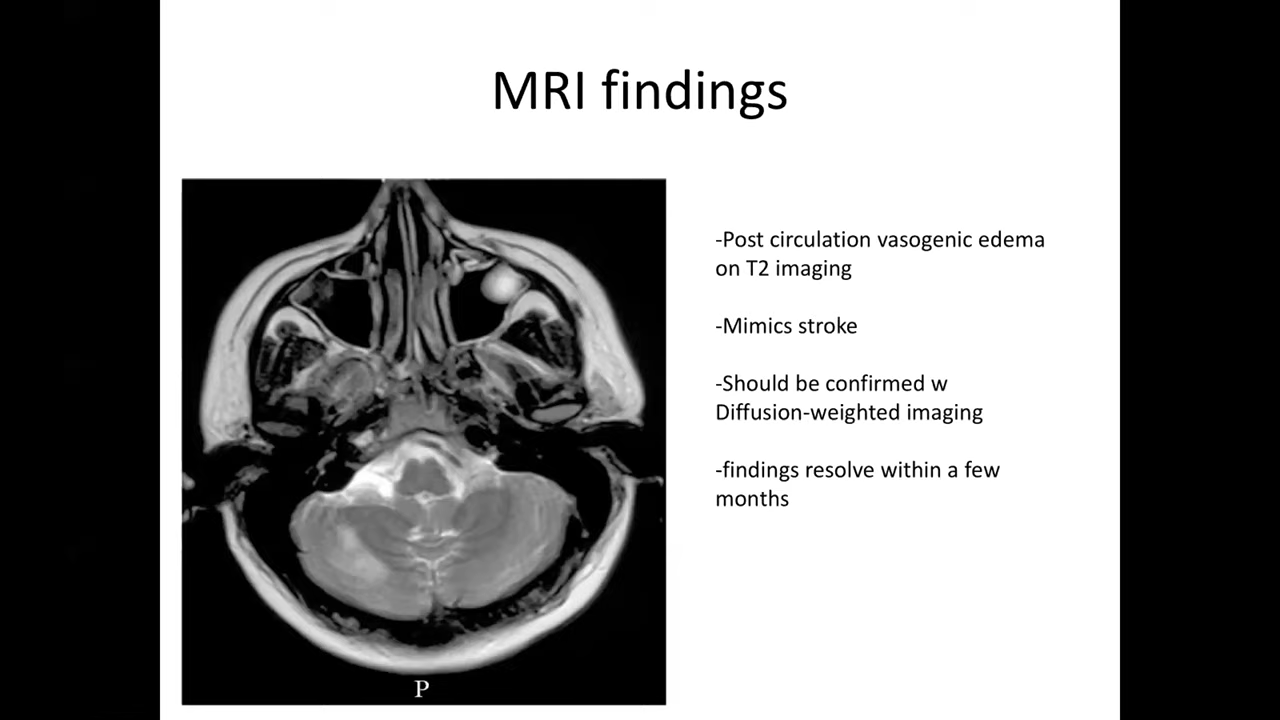 MRI findings
-Post circulation vasogenic edema
on T2 imaging
-Mimics stroke
-Should be confirmed w
Diffusion-weighted imaging
-findings resolve within a few
months
P